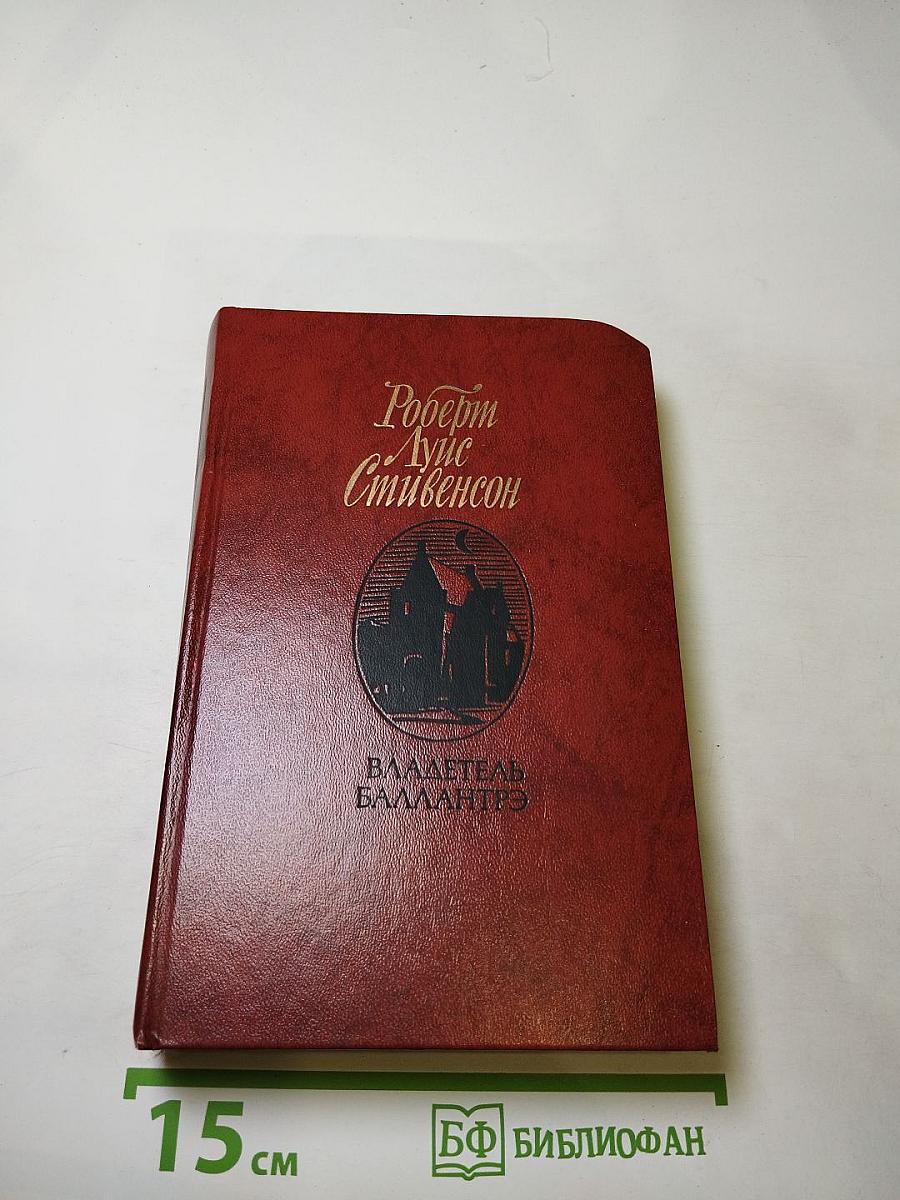 Роберт
Луис
Стивенсон
ВЛАДЕТЕЛЬ
БАЛЛАНТРЭ
15 см
БФ БИБЛИОФАН